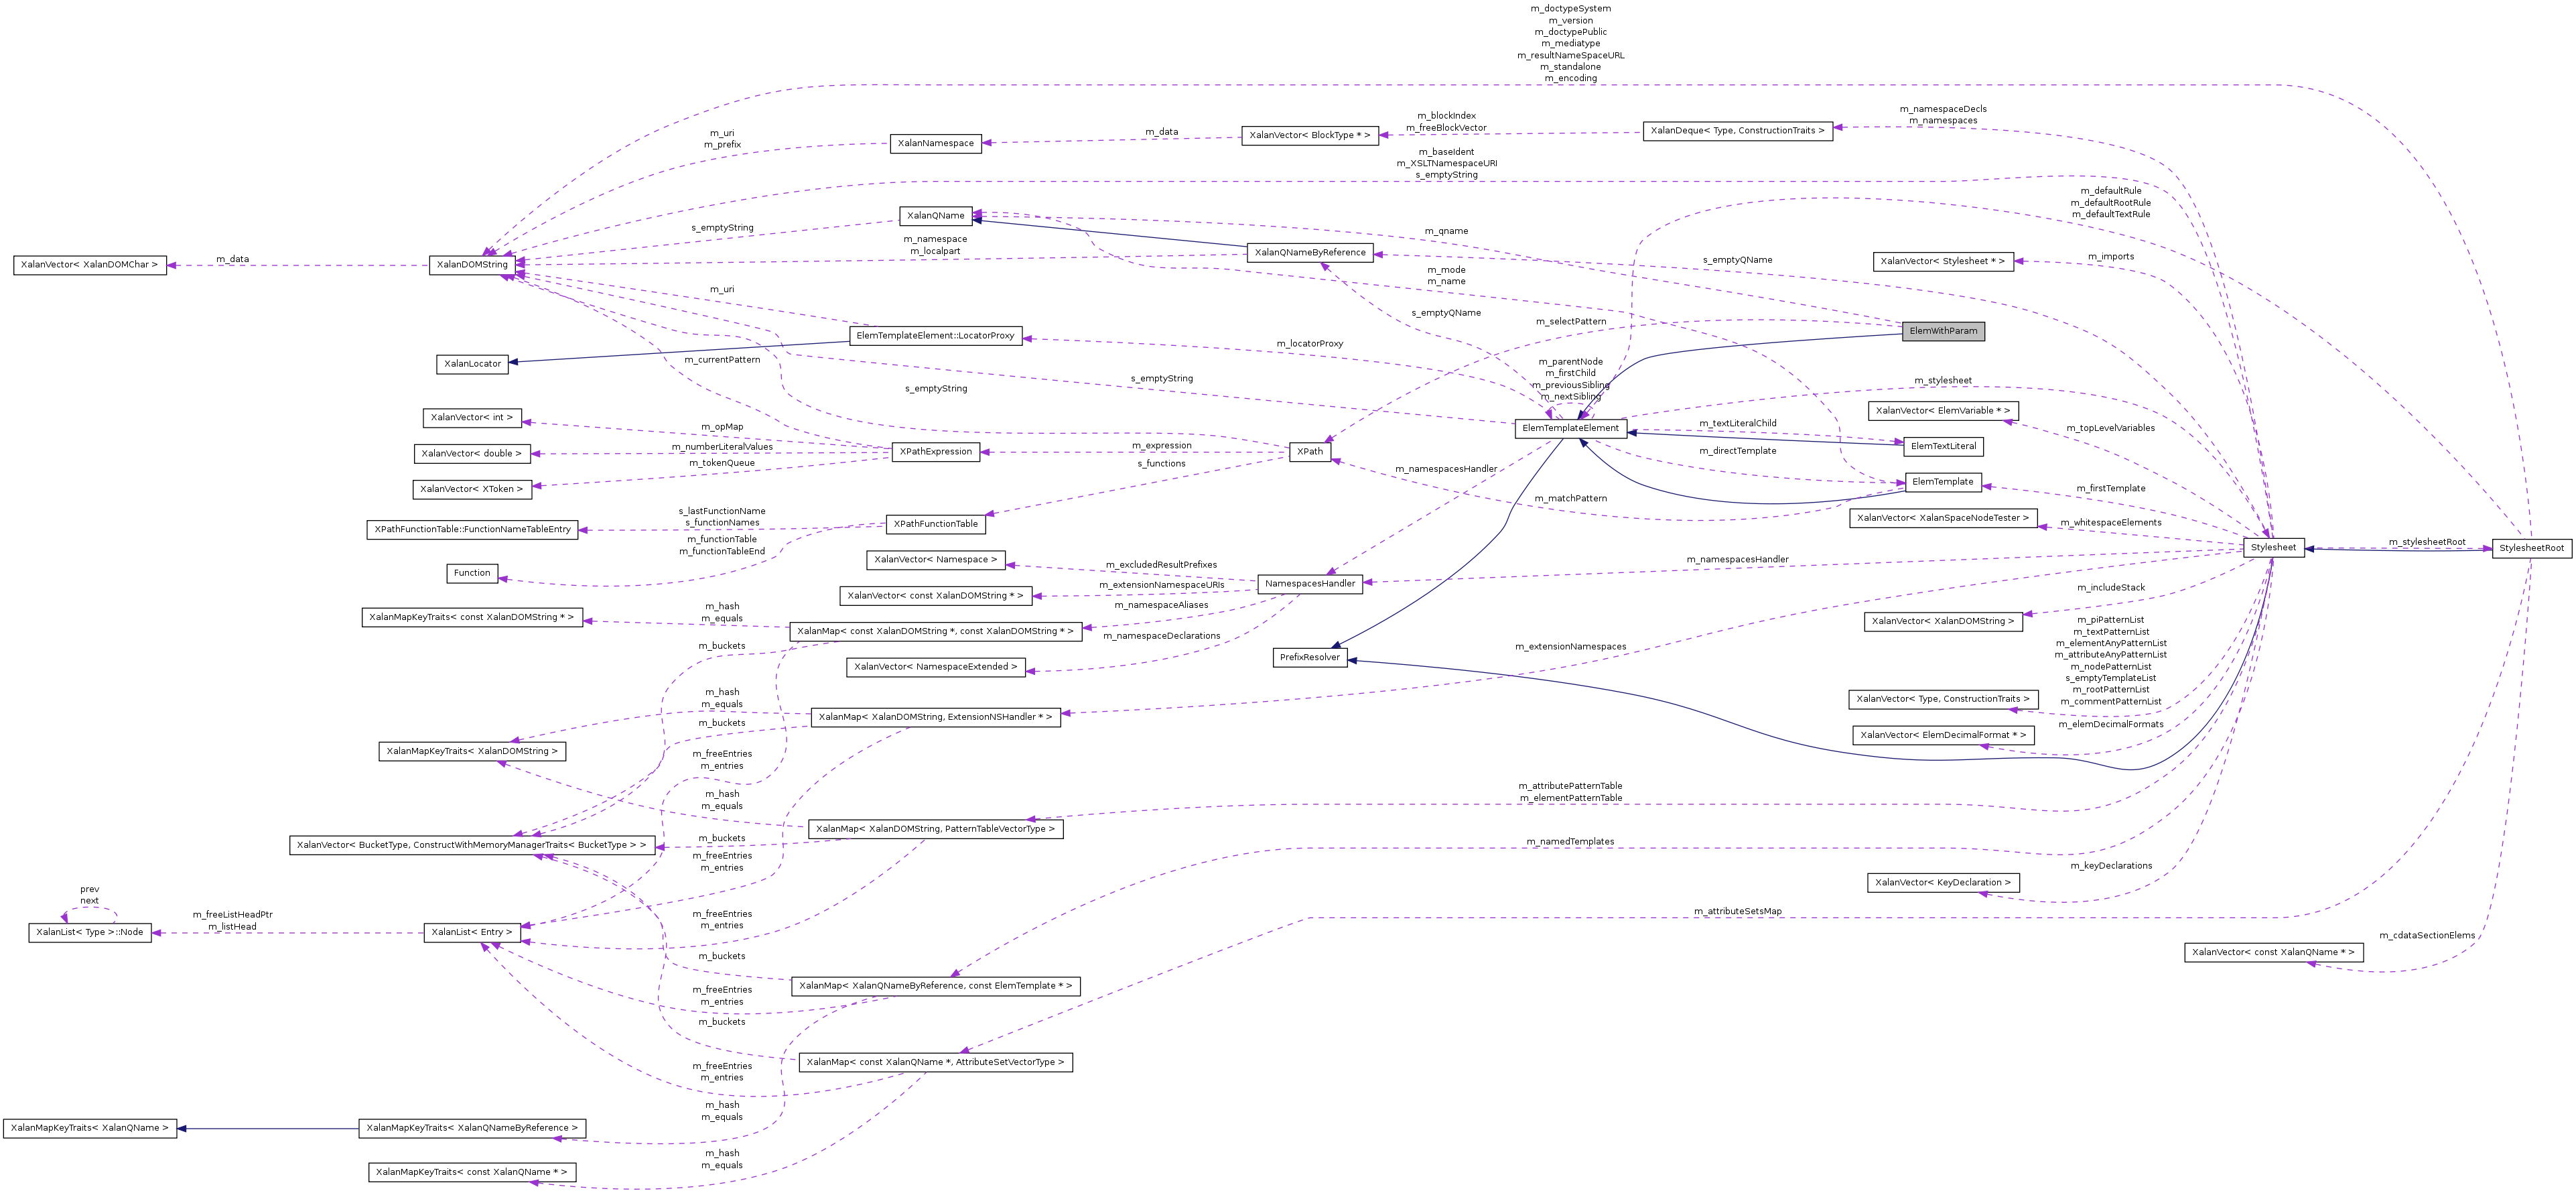 m_doctypeSystem
m_version
m_doctypePublic
m_mediatype
m_resultNameSpaceURL
m_standalone
m_encoding
m_namespaceDecls
m_namespaces
m_blockIndex
m_freeBlockVector
XalanDeque< Type, ConstructionTraits >
XalanVector< BlockType * >
m_data
XalanNamespace
m_uri
m_prefix
m_baseIdent
m_XSLTNamespaceURI
s_emptyString
m_defaultRule
m_defaultRootRule
m_defaultTextRule
XalanQName
s_emptyString
m_qname
m_namespace
m_localpart
XalanQNameByReference
s_emptyQName
XalanVector< Stylesheet * >
m_imports
XalanVector< XalanDOMChar >
m_data
XalanDOMString
m_mode
m_name
m_uri
s_emptyQName
m_selectPattern
ElemWithParam
ElemTemplateElement::LocatorProxy
m_locatorProxy
XalanLocator
m_currentPattern
m_parentNode
m_firstChild
m_previousSibling
m_nextSibling
s_emptyString
s_emptyString
m_stylesheet
XalanVector< ElemVariable * >
XalanVector< int >
m_opMap
ElemTemplateElement
m_textLiteralChild
m_topLevelVariables
ElemTextLiteral
XalanVector< double >
m_numberLiteralValues
XPathExpression
m_expression
XPath
m_directTemplate
m_tokenQueue
s_functions
m_namespacesHandler
ElemTemplate
m_firstTemplate
XalanVector< XToken >
m_matchPattern
s_lastFunctionName
s_functionNames
XPathFunctionTable::FunctionNameTableEntry
XPathFunctionTable
XalanVector< XalanSpaceNodeTester >
m_whitespaceElements
m_functionTable
m_functionTableEnd
Function
Stylesheet
m_stylesheetRoot
StylesheetRoot
XalanVector< Namespace >
m_excludedResultPrefixes
m_namespacesHandler
NamespacesHandler
XalanVector< const XalanDOMString * >
m_extensionNamespaceURIs
m_includeStack
m_namespaceAliases
m_hash
m_equals
XalanMapKeyTraits< const XalanDOMString * >
XalanMap< const XalanDOMString *, const XalanDOMString * >
XalanVector< XalanDOMString >
m_namespaceDeclarations
m_buckets
m_extensionNamespaces
PrefixResolver
XalanVector< NamespaceExtended >
m_piPatternList
m_textPatternList
m_elementAnyPatternList
m_attributeAnyPatternList
m_nodePatternList
s_emptyTemplateList
m_rootPatternList
m_commentPatternList
XalanVector< Type, ConstructionTraits >
m_hash
m_equals
XalanMap< XalanDOMString, ExtensionNSHandler * >
m_buckets
m_elemDecimalFormats
XalanVector< ElemDecimalFormat * >
XalanMapKeyTraits< XalanDOMString >
m_freeEntries
m_entries
m_attributePatternTable
m_elementPatternTable
m_hash
m_equals
XalanMap< XalanDOMString, PatternTableVectorType >
m_buckets
XalanVector< BucketType, ConstructWithMemoryManagerTraits< BucketType > >
m_namedTemplates
m_freeEntries
m_entries
m_keyDeclarations
XalanVector< KeyDeclaration >
prev
next
XalanList< Type >::Node
m_freeListHeadPtr
m_listHead
XalanList< Entry >
m_freeEntries
m_entries
m_attributeSetsMap
m_cdataSectionElems
XalanVector< const XalanQName * >
m_buckets
XalanMap< XalanQNameByReference, const ElemTemplate * >
m_freeEntries
m_entries
m_buckets
XalanMap< const XalanQName *, AttributeSetVectorType >
m_freeEntries
m_entries
m_hash
m_equals
XalanMapKeyTraits< XalanQName >
XalanMapKeyTraits< XalanQNameByReference >
m_hash
m_equals
XalanMapKeyTraits< const XalanQName * >